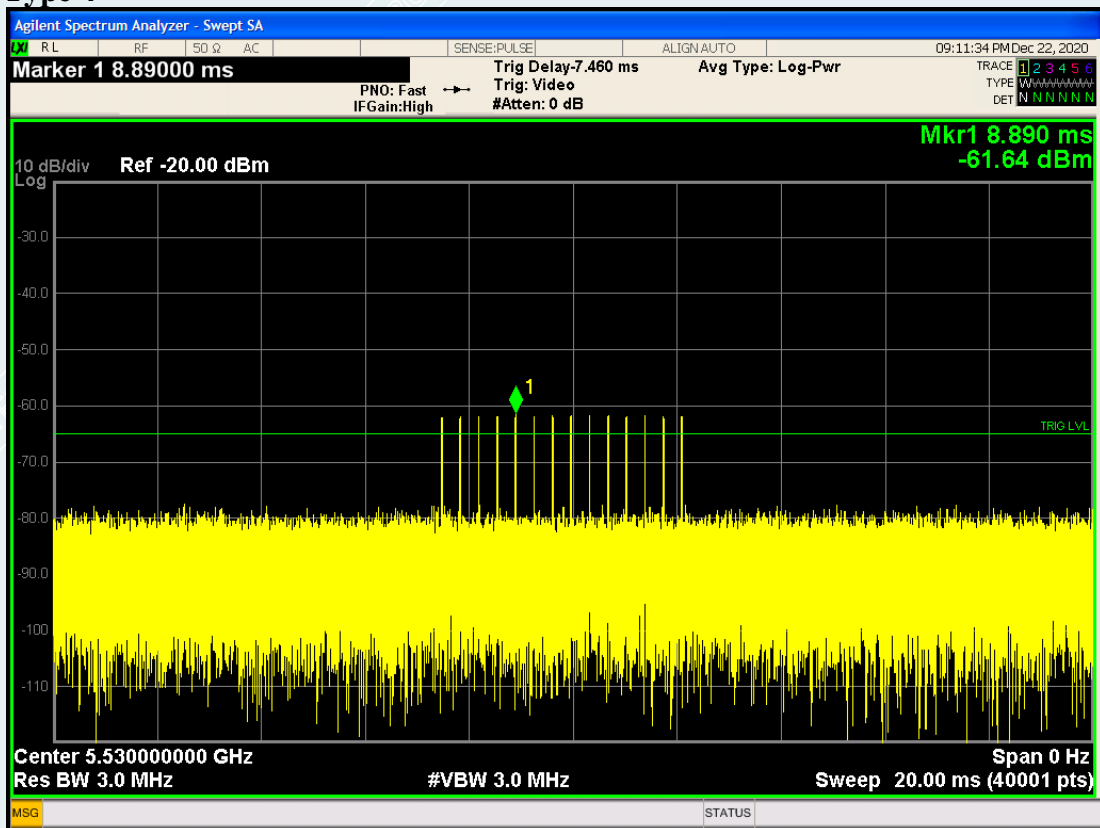 Agilent Spectrum Analyzer - Swept SA
LXI RL RF 50 Ω AC SENSE:PULSE ALIGN AUTO 09:11:34 PM Dec 22, 2020
Marker 1 8.89000 ms Trig Delay-7.460 ms Avg Type: Log-Pwr TRACE 1 2 3 4 5 6
PNO: Fast Trig: Video TYPE WWWWWW
IFGain:High #Atten: 0 dB DET N N N N N N
Mkr1 8.890 ms
10 dB/div Ref -20.00 dBm -61.64 dBm
Log
-30.0
-40.0
-50.0
1
-60.0
TRIG LVL
-70.0
-80.0
-90.0
-100
-110
Center 5.530000000 GHz Span 0 Hz
Res BW 3.0 MHz #VBW 3.0 MHz Sweep 20.00 ms (40001 pts)
MSG STATUS